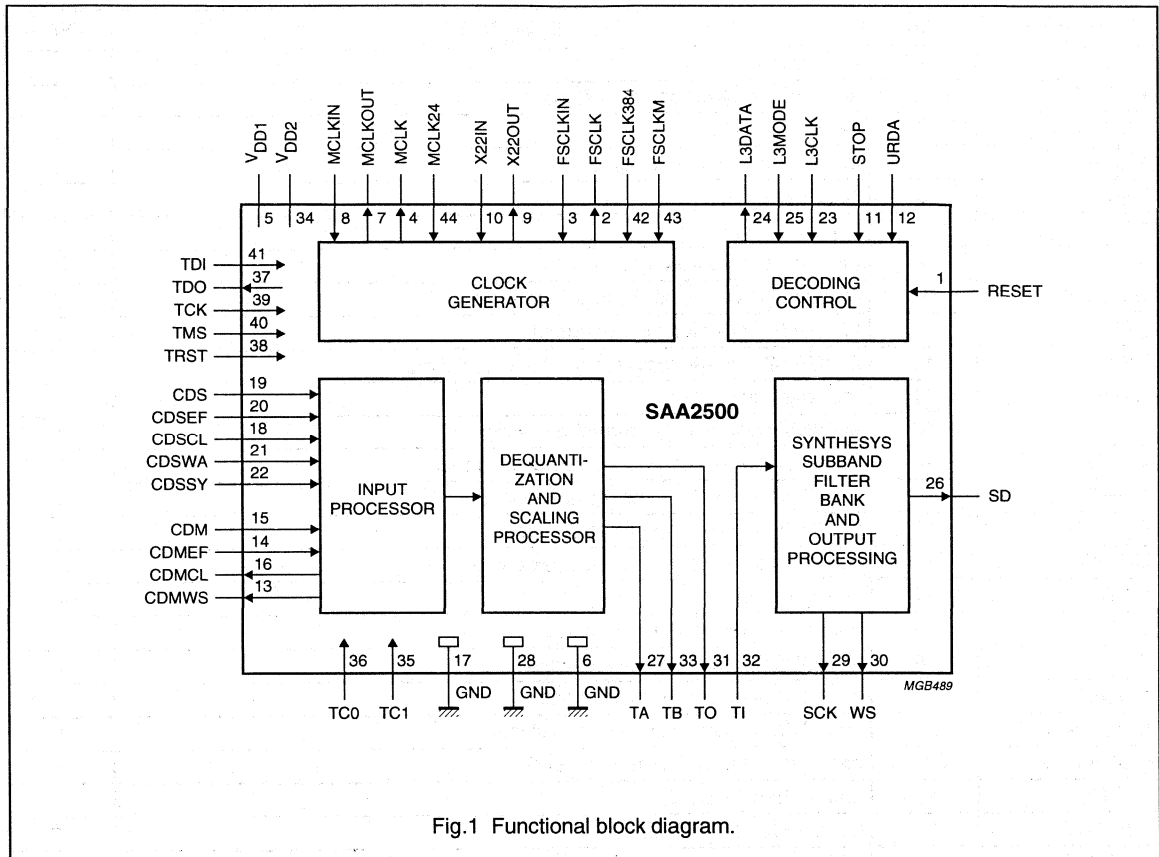 VDD1
VDD2
MCLKIN
MCLKOUT
MCLK
MCLK24
X22IN
X22OUT
FSCLKIN
FSCLK
FSCLK384
FSCLKM
L3DATA
L3MODE
L3CLK
STOP
URDA
5
34
8
7
4
44
10
9
3
2
42
43
24
25
23
11
12
TDI
41
TDO
37
TCK
39
TMS
40
TRST
38
CLOCK
GENERATOR
DECODING
CONTROL
1
RESET
CDS
19
CDSEF
20
CDSCL
18
CDSWA
21
CDSSY
22
CDM
15
CDMEF
14
CDMCL
16
CDMWS
13
INPUT
PROCESSOR
DEQUANTI-
ZATION
AND
SCALING
PROCESSOR
SAA2500
SYNTHESYS
SUBBAND
FILTER
BANK
AND
OUTPUT
PROCESSING
26
SD
36
35
17
28
6
27
33
31
32
29
30
MGB489
GND
GND
GND
TC0
TC1
TA
TB
TO
TI
SCK
WS
Fig.1 Functional block diagram.